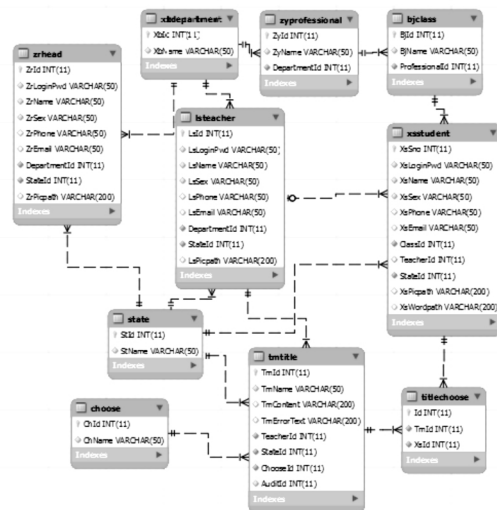 xbdepartment
XbIc INT(11)
XbName VARCHAR(50)
Indexes
zyprofessional
ZyId INT(11)
ZyName VARCHAR(50)
DepartmentId INT(11)
Indexes
bjclass
BjId INT(11)
BjName VARCHAR(50)
ProfessionalId INT(11)
Indexes
zrhead
ZrId INT(11)
ZrLoginPwd VARCHAR(50)
ZrName VARCHAR(50)
ZrSex VARCHAR(50)
ZrPhone VARCHAR(50)
ZrEmail VARCHAR(50)
DepartmentId INT(11)
StateId INT(11)
ZrPicpath VARCHAR(200)
Indexes
lsteacher
LsId INT(11)
LsLoginPwd VARCHAR(50)
LsName VARCHAR(50)
LsSex VARCHAR(50)
LsPhone VARCHAR(50)
LsEmail VARCHAR(50)
DepartmentId INT(11)
StateId INT(11)
LsPicpath VARCHAR(200)
Indexes
xsstudent
XsSno INT(11)
XsLoginPwd VARCHAR(50)
XsName VARCHAR(50)
XsSex VARCHAR(50)
XsPhone VARCHAR(50)
XsEmail VARCHAR(50)
ClassId INT(11)
TeacherId INT(11)
StateId INT(11)
XsPicpath VARCHAR(200)
XsWordpath VARCHAR(200)
Indexes
state
StId INT(11)
StName VARCHAR(50)
Indexes
choose
ChId INT(11)
ChName VARCHAR(50)
Indexes
tmtitle
TmId INT(11)
TmName VARCHAR(50)
TmContent VARCHAR(200)
TmErrorText VARCHAR(200)
TeacherId INT(11)
StateId INT(11)
ChooseId INT(11)
AuditId INT(11)
Indexes
titlechoose
Id INT(11)
TmId INT(11)
XsId INT(11)
Indexes